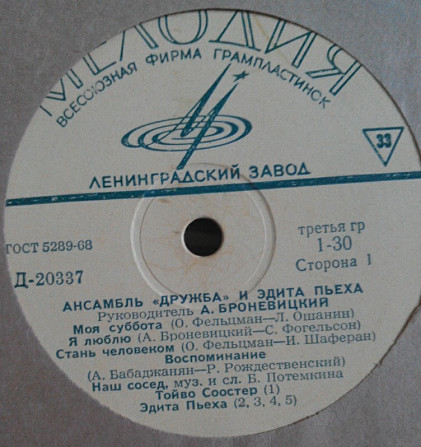 МЕЛОДИЯ
ВСЕСОЮЗНАЯ ФИРМА ГРАМПЛАСТИНОК
33
ЛЕНИНГРАДСКИЙ ЗАВОД
ГОСТ 5289-68
третья гр
1-30
Д-20337
Сторона 1
АНСАМБЛЬ «ДРУЖБА» И ЭДИТА ПЬЕХА
Руководитель А. БРОНЕВИЦКИЙ
Моя суббота (О. Фельцман—Л. Ошанин)
Я люблю (А. Броневицкий—С. Фогельсон)
Стань человеком (О. Фельцман—И. Шаферан)
Воспоминание
(А. Бабаджанян—Р. Рождественский)
Наш сосед, муз. и сл. Б. Потемкина
Тойво Соостер (1)
Эдита Пьеха (2, 3, 4, 5)